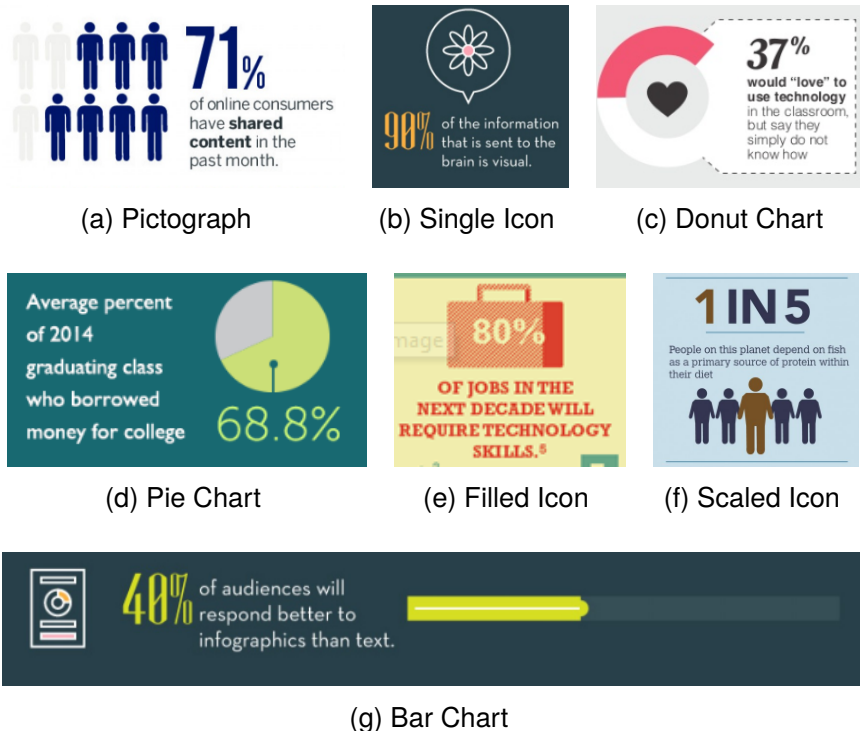 71%
of online consumers
have shared
content in the
past month.
90% of the information
that is sent to the
brain is visual.
37%
would “love” to
use technology
in the classroom,
but say they
simply do not
know how
(a) Pictograph
(b) Single Icon
(c) Donut Chart
Average percent
of 2014
graduating class
who borrowed
money for college
68.8%
mage
80%
OF JOBS IN THE
NEXT DECADE WILL
REQUIRE TECHNOLOGY
SKILLS.⁵
1 IN 5
People on this planet depend on fish
as a primary source of protein within
their diet
(d) Pie Chart
(e) Filled Icon
(f) Scaled Icon
40% of audiences will
respond better to
infographics than text.
(g) Bar Chart